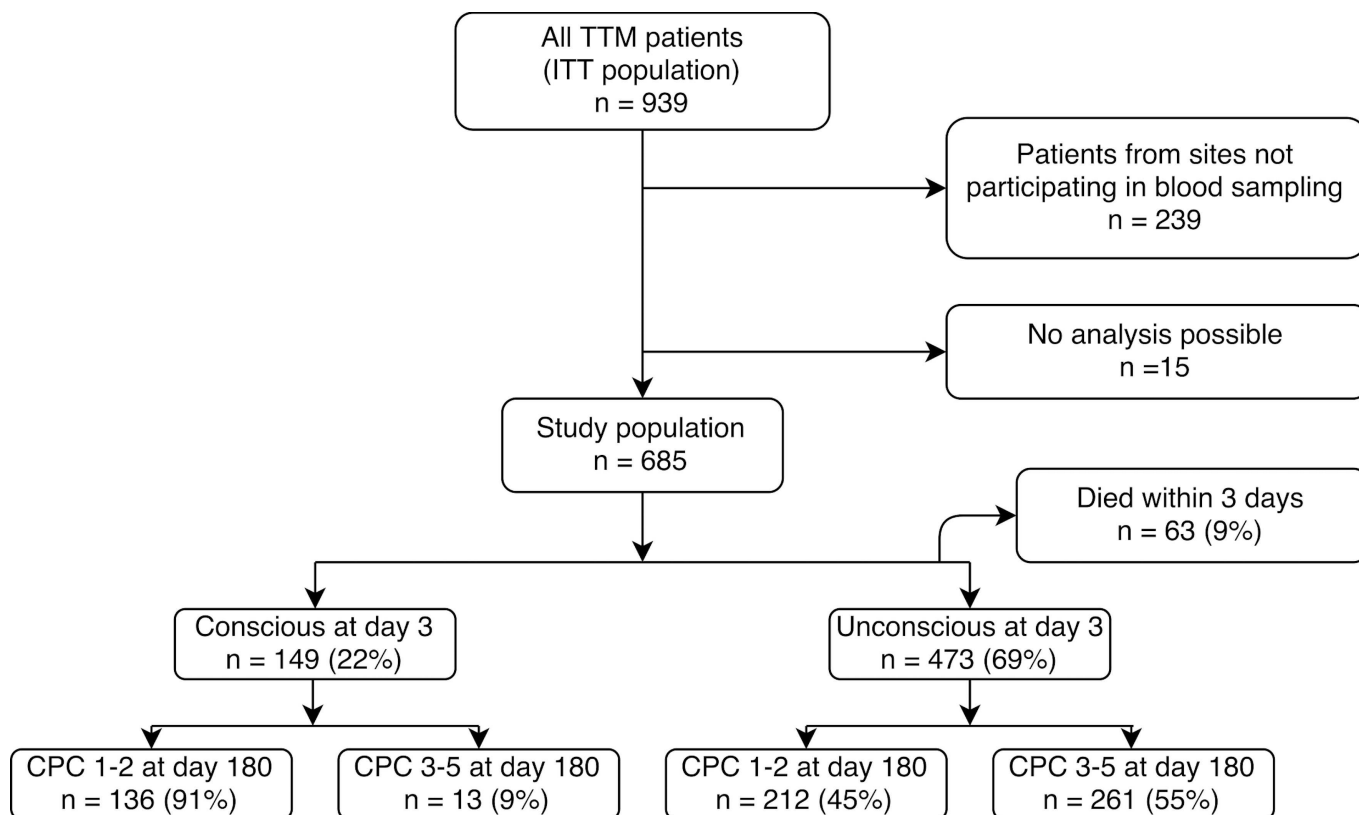 All TTM patients
(ITT population)
n = 939
Patients from sites not
participating in blood sampling
n = 239
No analysis possible
n =15
Study population
n = 685
Died within 3 days
n = 63 (9%)
Conscious at day 3
n = 149 (22%)
Unconscious at day 3
n = 473 (69%)
CPC 1-2 at day 180
n = 136 (91%)
CPC 3-5 at day 180
n = 13 (9%)
CPC 1-2 at day 180
n = 212 (45%)
CPC 3-5 at day 180
n = 261 (55%)